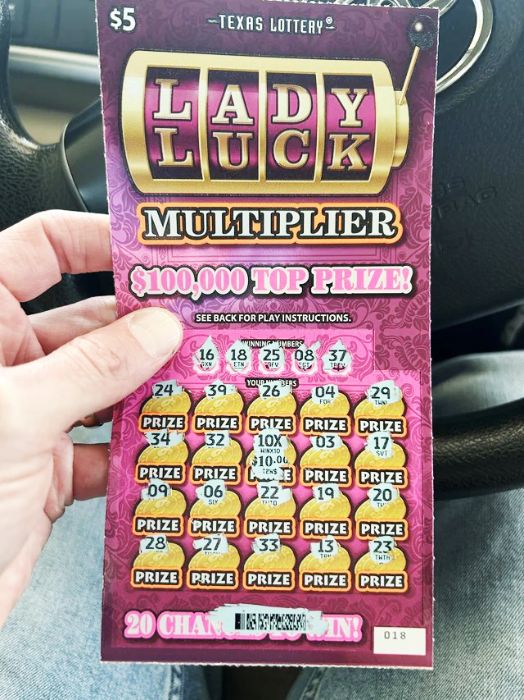 $5
TEXAS LOTTERY®
LADY
LUCK
MULTIPLIER
$100,000 TOP PRIZE!
SEE BACK FOR PLAY INSTRUCTIONS.
WINNING NUMBERS
16 18 25 08 37
YOUR NUMBERS
24 39 26 04 29
PRIZE PRIZE PRIZE PRIZE PRIZE
34 32 10X 03 17
WINX10
PRIZE PRIZE $10.00 PRIZE PRIZE
09 06 22 19 20
PRIZE PRIZE PRIZE PRIZE PRIZE
28 27 33 13 23
PRIZE PRIZE PRIZE PRIZE PRIZE
20 WIN!
018